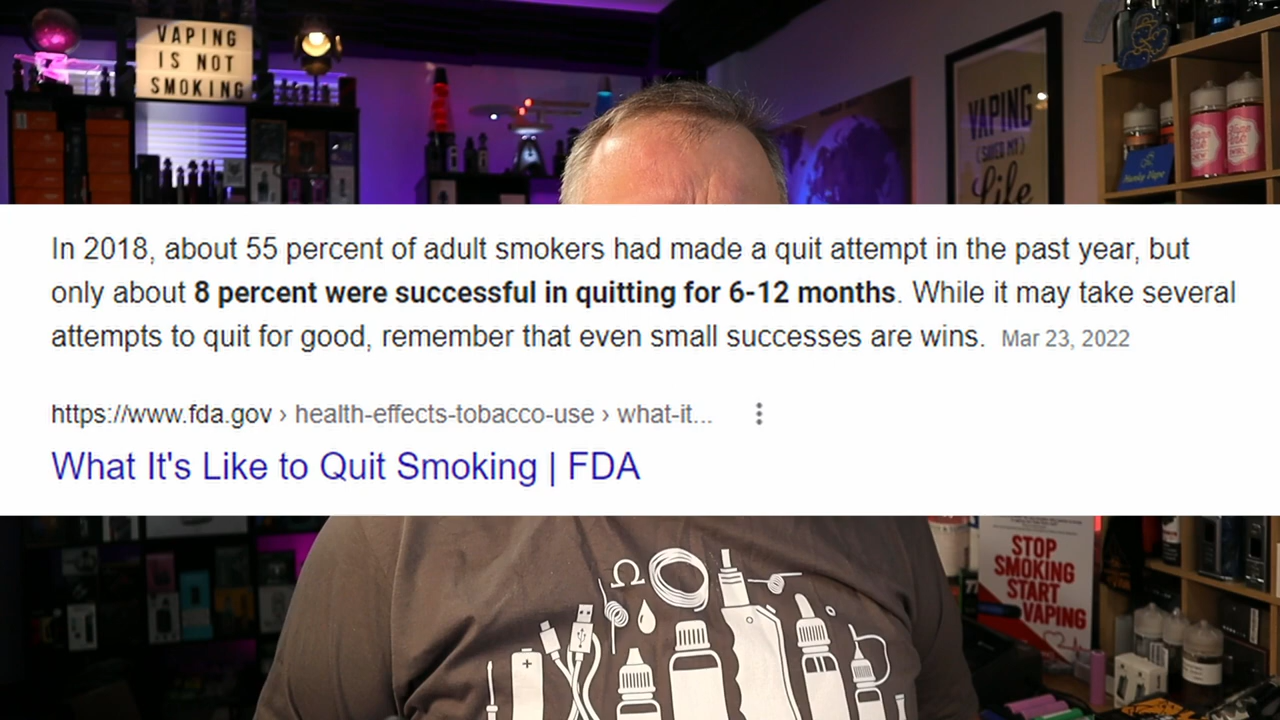 VAPING
IS NOT
SMOKING
VAPING
(SAVED MY)
Life
In 2018, about 55 percent of adult smokers had made a quit attempt in the past year, but
only about 8 percent were successful in quitting for 6-12 months. While it may take several
attempts to quit for good, remember that even small successes are wins. Mar 23, 2022
https://www.fda.gov › health-effects-tobacco-use › what-it...
What It's Like to Quit Smoking | FDA
STOP
SMOKING
START
VAPING
Ω